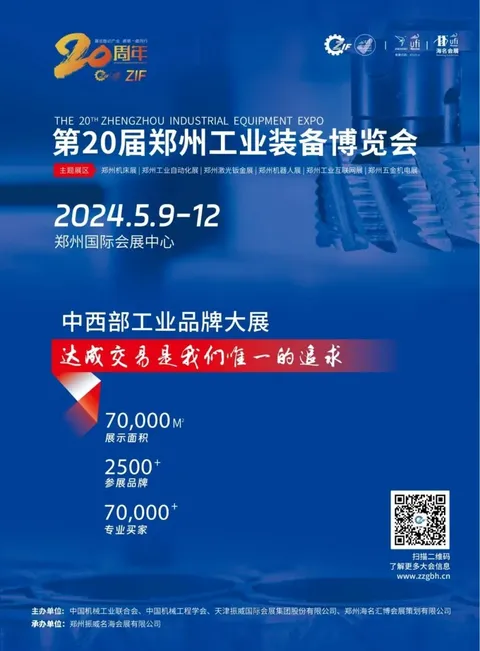 20周年
ZIF
ZIF
海名会展
THE 20TH ZHENGZHOU INDUSTRIAL EQUIPMENT EXPO
第20届郑州工业装备博览会
主题展区 郑州机床展|郑州工业自动化展|郑州激光钣金展|郑州机器人展|郑州工业互联网展|郑州五金机电展
2024.5.9-12
郑州国际会展中心
中西部工业品牌大展
达成交易是我们唯一的追求
70,000M²
展示面积
2500+
参展品牌
70,000+
专业买家
扫描二维码
了解更多大会信息
www.zzgbh.cn
主办单位：中国机械工业联合会、中国机械工程学会、天津振威国际会展集团股份有限公司、郑州海名汇博会展策划有限公司
承办单位：郑州振威名海会展有限公司